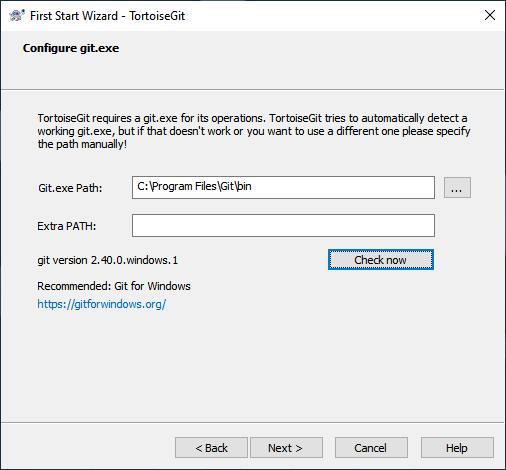 First Start Wizard - TortoiseGit
Configure git.exe
TortoiseGit requires a git.exe for its operations. TortoiseGit tries to automatically detect a
working git.exe, but if that doesn't work or you want to use a different one please specify
the path manually!
Git.exe Path: C:\Program Files\Git\bin ...
Extra PATH:
git version 2.40.0.windows.1 Check now
Recommended: Git for Windows
https://gitforwindows.org/
< Back Next > Cancel Help